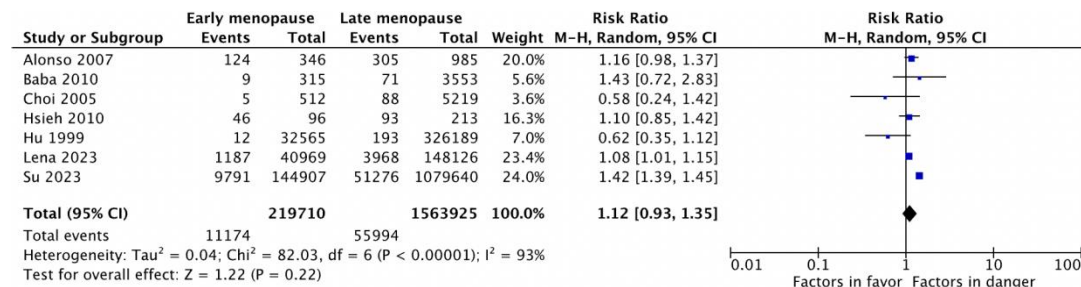 Early menopause Late menopause Risk Ratio Risk Ratio
Study or Subgroup Events Total Events Total Weight M-H, Random, 95% CI M-H, Random, 95% CI
Alonso 2007 124 346 305 985 20.0% 1.16 [0.98, 1.37]
Baba 2010 9 315 71 3553 5.6% 1.43 [0.72, 2.83]
Choi 2005 5 512 88 5219 3.6% 0.58 [0.24, 1.42]
Hsieh 2010 46 96 93 213 16.3% 1.10 [0.85, 1.42]
Hu 1999 12 32565 193 326189 7.0% 0.62 [0.35, 1.12]
Lena 2023 1187 40969 3968 148126 23.4% 1.08 [1.01, 1.15]
Su 2023 9791 144907 51276 1079640 24.0% 1.42 [1.39, 1.45]
Total (95% CI) 219710 1563925 100.0% 1.12 [0.93, 1.35]
Total events 11174 55994
Heterogeneity: Tau² = 0.04; Chi² = 82.03, df = 6 (P < 0.00001); I² = 93%
Test for overall effect: Z = 1.22 (P = 0.22)
0.01 0.1 1 10 100
Factors in favor Factors in danger